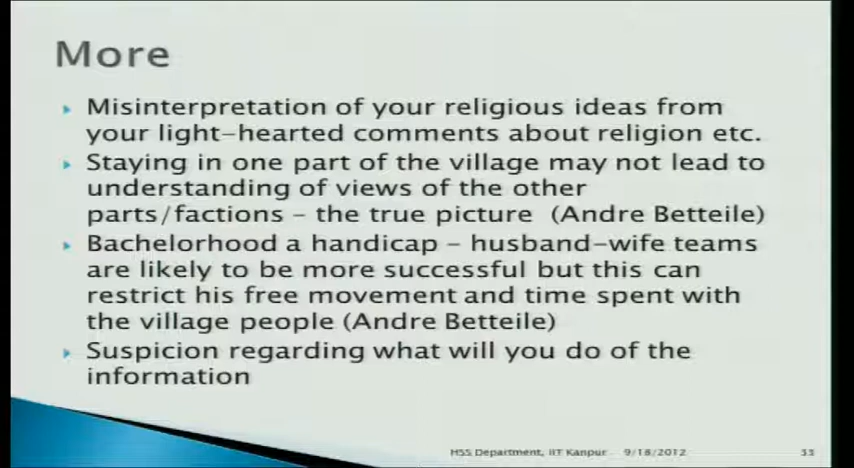 More
Misinterpretation of your religious ideas from
your light-hearted comments about religion etc.
Staying in one part of the village may not lead to
understanding of views of the other
parts/factions - the true picture (Andre Betteile)
Bachelorhood a handicap - husband-wife teams
are likely to be more successful but this can
restrict his free movement and time spent with
the village people (Andre Betteile)
Suspicion regarding what will you do of the
information
HSS Department, IIT Kanpur 9/18/2012 33